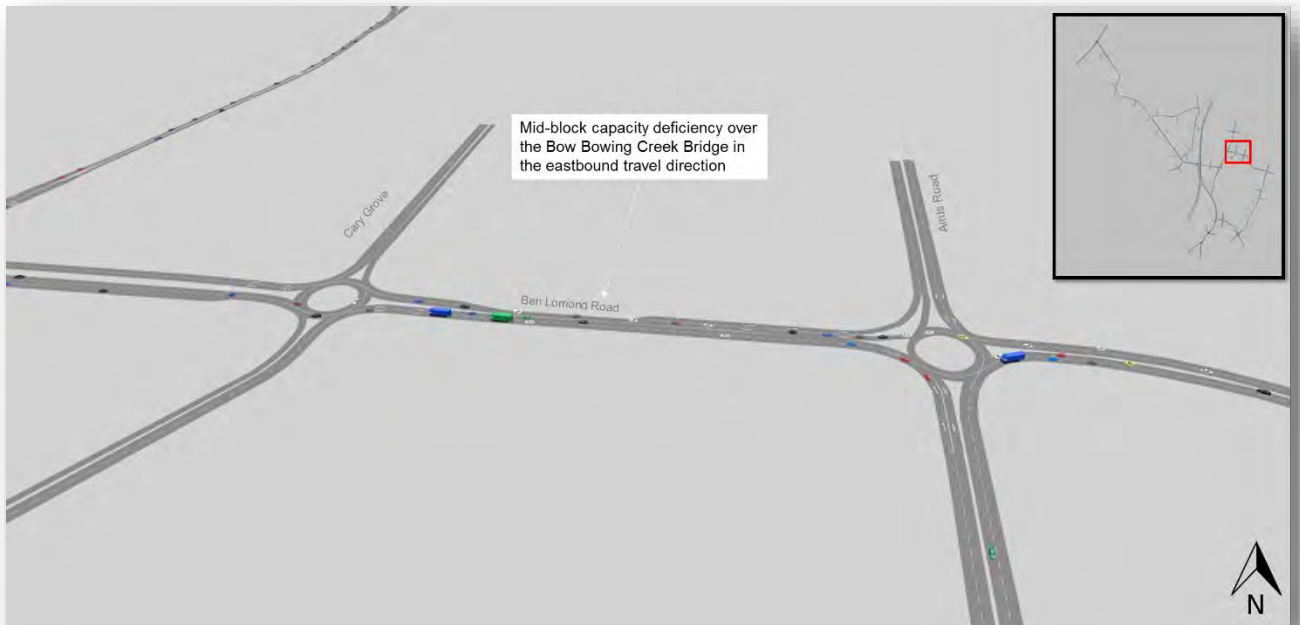 Mid-block capacity deficiency over
the Bow Bowing Creek Bridge in
the eastbound travel direction
Cary Grove
Airds Road
Ben Lomond Road
N